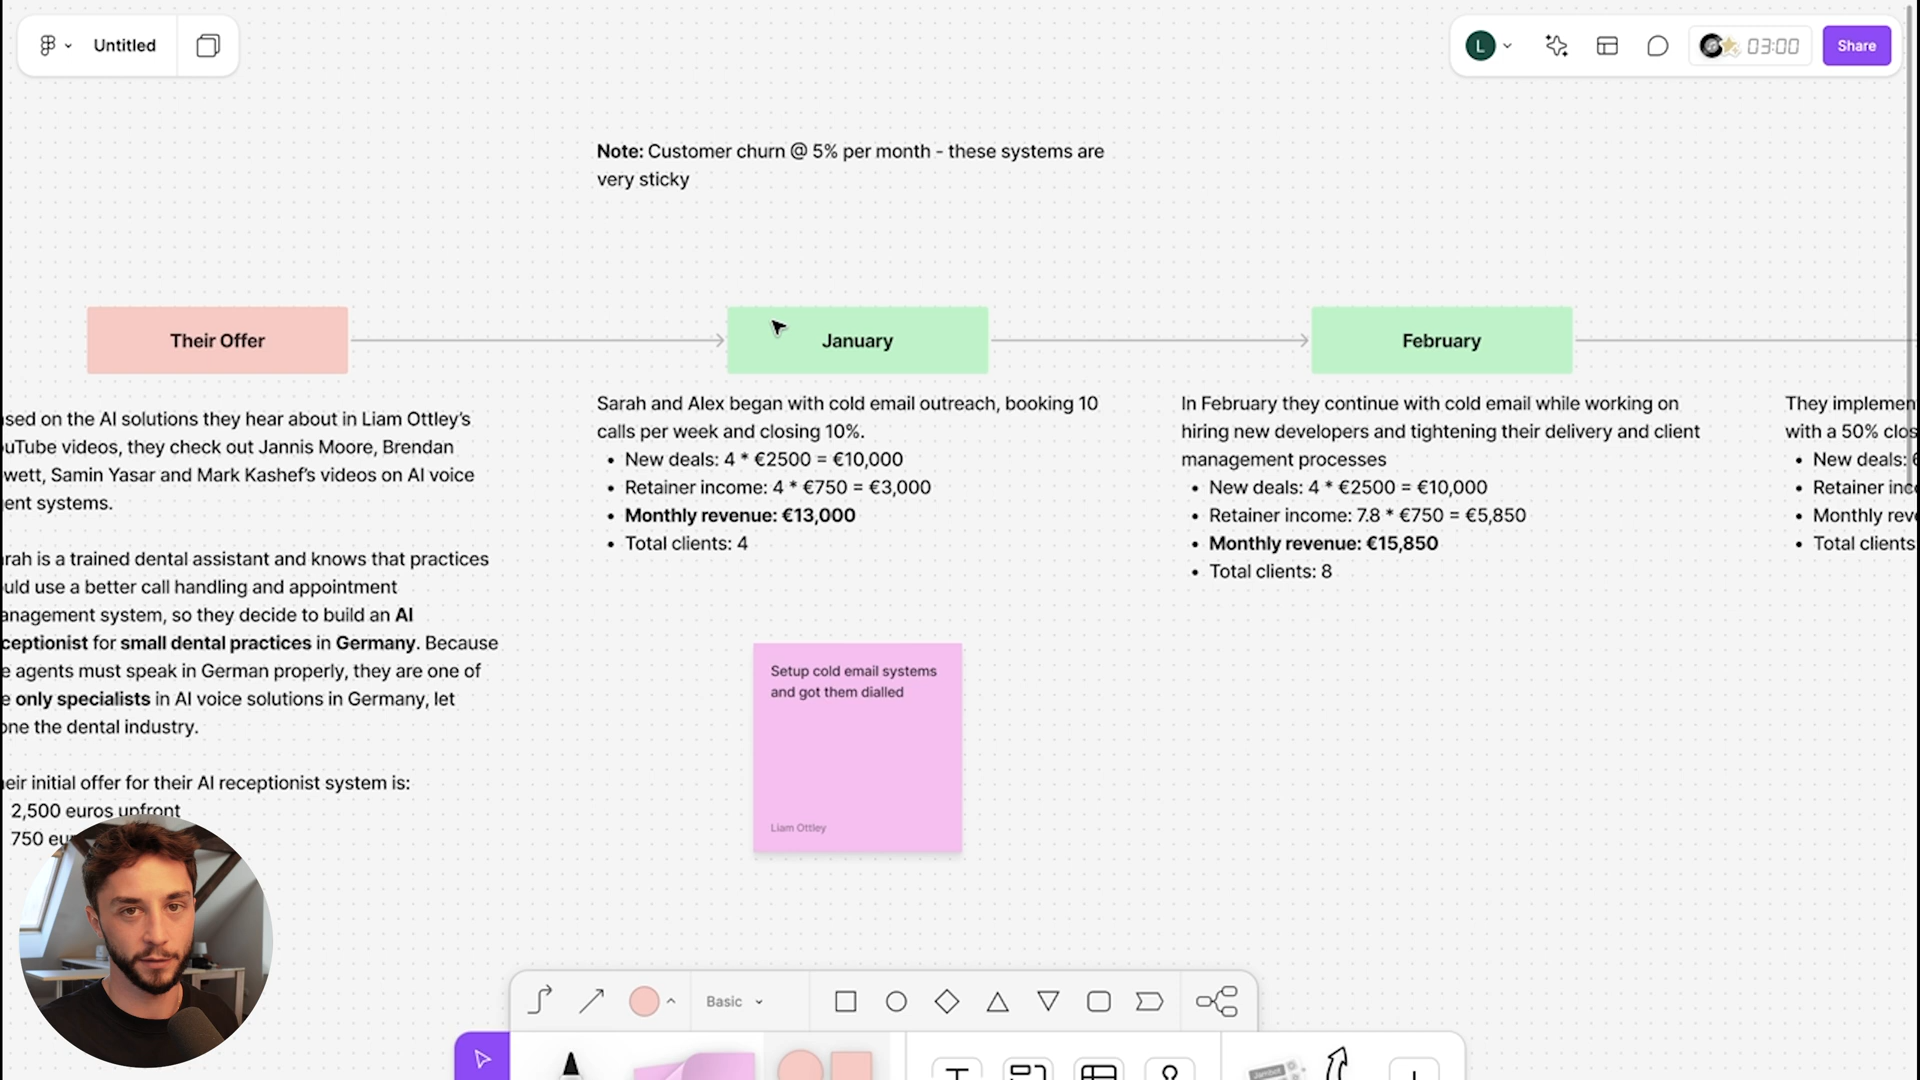 Untitled
L
03:00
Share
Note: Customer churn @ 5% per month - these systems are
very sticky
Their Offer
January
February
sed on the AI solutions they hear about in Liam Ottley's
uTube videos, they check out Jannis Moore, Brendan
wett, Samin Yasar and Mark Kashef's videos on AI voice
ent systems.
rah is a trained dental assistant and knows that practices
uld use a better call handling and appointment
anagement system, so they decide to build an AI
ceptionist for small dental practices in Germany. Because
e agents must speak in German properly, they are one of
e only specialists in AI voice solutions in Germany, let
one the dental industry.
eir initial offer for their AI receptionist system is:
2,500 euros upfront
750 eu
Sarah and Alex began with cold email outreach, booking 10
calls per week and closing 10%.
• New deals: 4 * €2500 = €10,000
• Retainer income: 4 * €750 = €3,000
• Monthly revenue: €13,000
• Total clients: 4
Setup cold email systems
and got them dialled
Liam Ottley
In February they continue with cold email while working on
hiring new developers and tightening their delivery and client
management processes
• New deals: 4 * €2500 = €10,000
• Retainer income: 7.8 * €750 = €5,850
• Monthly revenue: €15,850
• Total clients: 8
They implemen
with a 50% clos
• New deals:
• Retainer inc
• Monthly reve
• Total clients
Basic